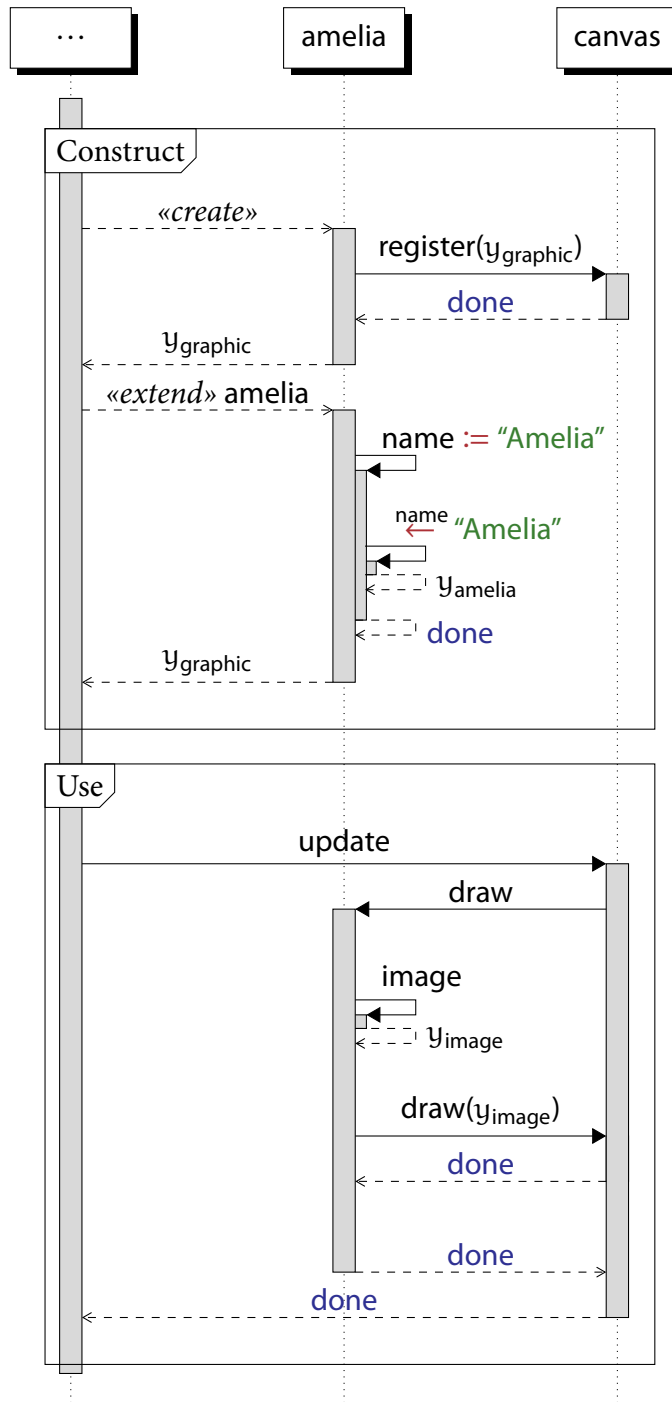 … amelia canvas
Construct
«create»
register(y_graphic)
done
y_graphic
«extend» amelia
name := “Amelia”
name
← “Amelia”
y_amelia
done
y_graphic
Use
update
draw
image
y_image
draw(y_image)
done
done
done